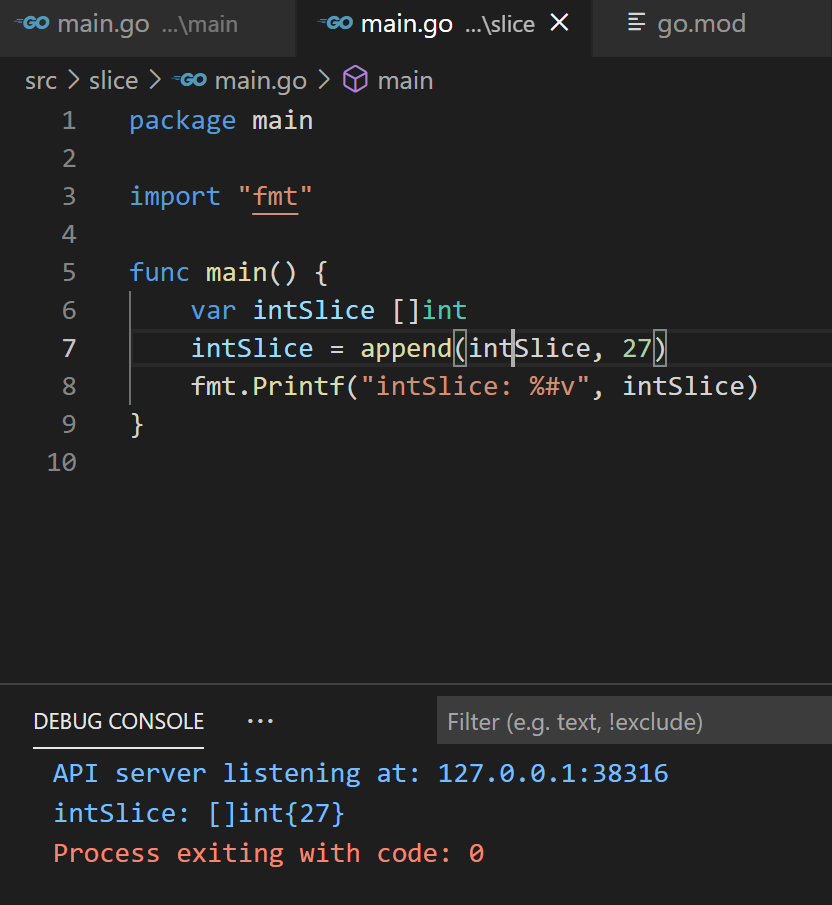 GO main.go ...\main GO main.go ...\slice go.mod
src > slice > GO main.go > main
1 package main
2
3 import "fmt"
4
5 func main() {
6     var intSlice []int
7     intSlice = append(intSlice, 27)
8     fmt.Printf("intSlice: %#v", intSlice)
9 }
10
DEBUG CONSOLE ... Filter (e.g. text, !exclude)
API server listening at: 127.0.0.1:38316
intSlice: []int{27}
Process exiting with code: 0